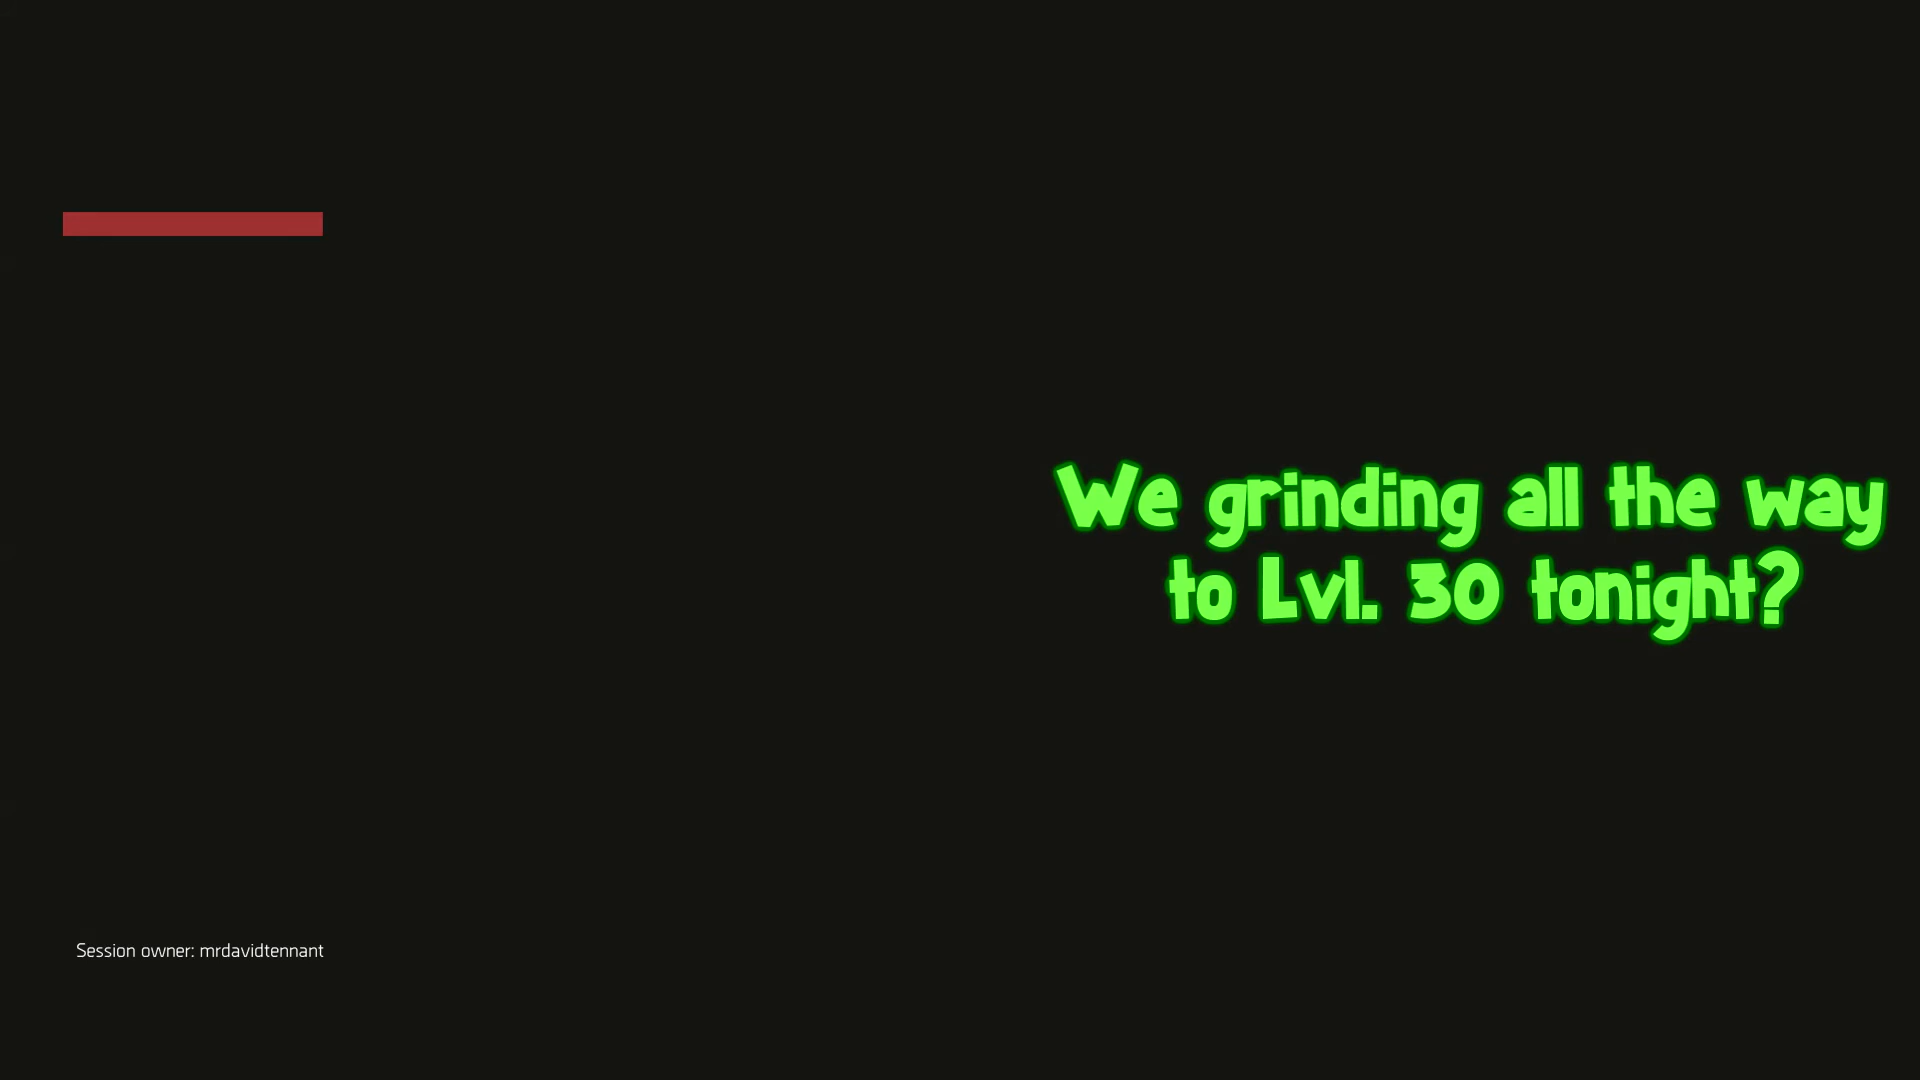 We grinding all the way
to Lvl. 30 tonight?
Session owner: mrdavidtennant